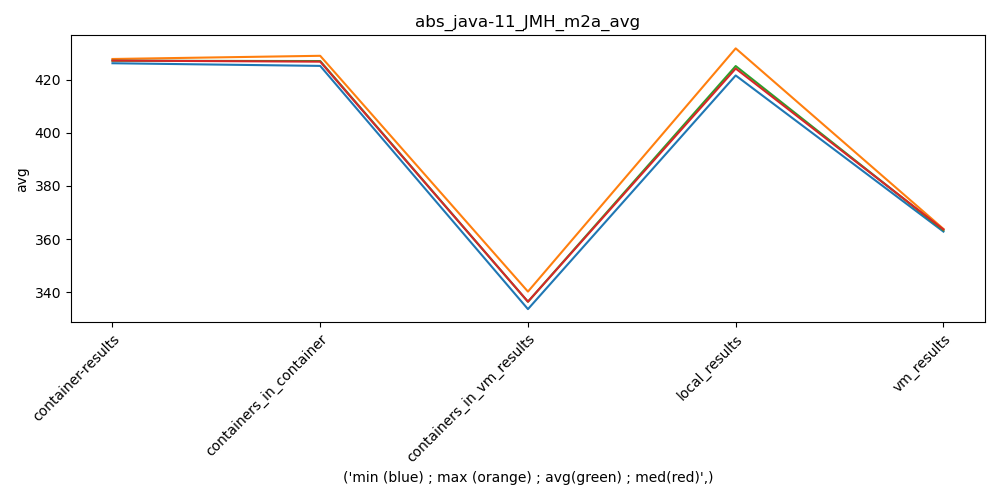 abs_java-11_JMH_m2a_avg
avg
420
400
380
360
340
container-results
containers_in_container
containers_in_vm_results
local_results
vm_results
('min (blue) ; max (orange) ; avg(green) ; med(red)',)